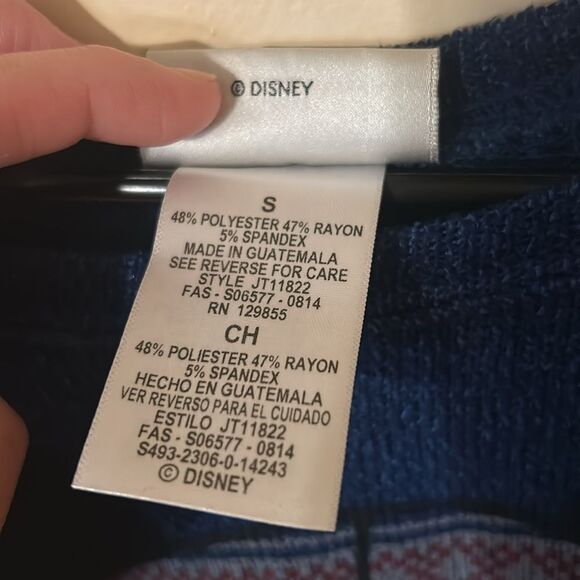 © DISNEY
S
48% POLYESTER 47% RAYON
5% SPANDEX
MADE IN GUATEMALA
SEE REVERSE FOR CARE
STYLE JT11822
FAS - S06577 - 0814
RN 129855
CH
48% POLIESTER 47% RAYON
5% SPANDEX
HECHO EN GUATEMALA
VER REVERSO PARA EL CUIDADO
ESTILO JT11822
FAS - S06577 - 0814
S493-2306-0-14243
© DISNEY